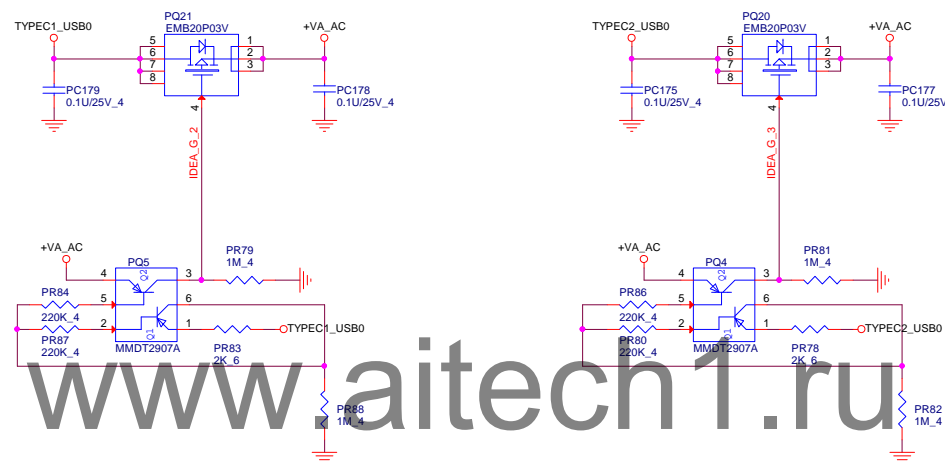 PQ21
EMB20P03V
TYPEC1_USB0
+VA_AC
5
6
7
8
1
2
3
4
PC179
0.1U/25V_4
PC178
0.1U/25V_4
IDEA_G_2
PQ20
EMB20P03V
TYPEC2_USB0
+VA_AC
5
6
7
8
1
2
3
4
PC175
0.1U/25V_4
PC177
0.1U/25V
IDEA_G_3
+VA_AC
PQ5
PR79
1M_4
4
3
Q2
PR84
220K_4
5
6
2
1
Q1
PR87
220K_4
MMDT2907A
PR83
2K_6
TYPEC1_USB0
PR88
1M_4
+VA_AC
PQ4
PR81
1M_4
4
3
Q2
PR86
220K_4
5
6
2
1
Q1
PR80
220K_4
MMDT2907A
PR78
2K_6
TYPEC2_USB0
PR82
1M_4
www.aitech1.ru